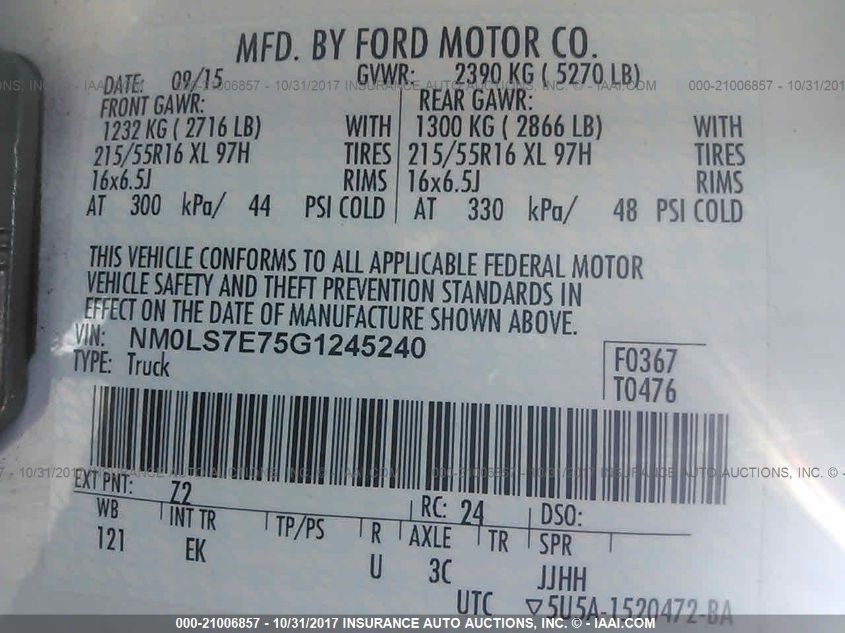 MFD. BY FORD MOTOR CO.
DATE: 09/15 GVWR: 2390 KG ( 5270 LB)
FRONT GAWR: REAR GAWR:
1232 KG ( 2716 LB) WITH 1300 KG ( 2866 LB) WITH
215/55R16 XL 97H TIRES 215/55R16 XL 97H TIRES
16x6.5J RIMS 16x6.5J RIMS
AT 300 kPa/ 44 PSI COLD AT 330 kPa/ 48 PSI COLD
THIS VEHICLE CONFORMS TO ALL APPLICABLE FEDERAL MOTOR
VEHICLE SAFETY AND THEFT PREVENTION STANDARDS IN
EFFECT ON THE DATE OF MANUFACTURE SHOWN ABOVE.
VIN: NM0LS7E75G1245240
TYPE: Truck
F0367
T0476
EXT PNT: Z2 RC: 24 DSO:
WB INT TR TP/PS R AXLE TR SPR
121 EK U 3C JJHH
UTC ▽5U5A-1520472-BA
000-21006857 - 10/31/2017 INSURANCE AUTO AUCTIONS, INC. © - IAAI.COM